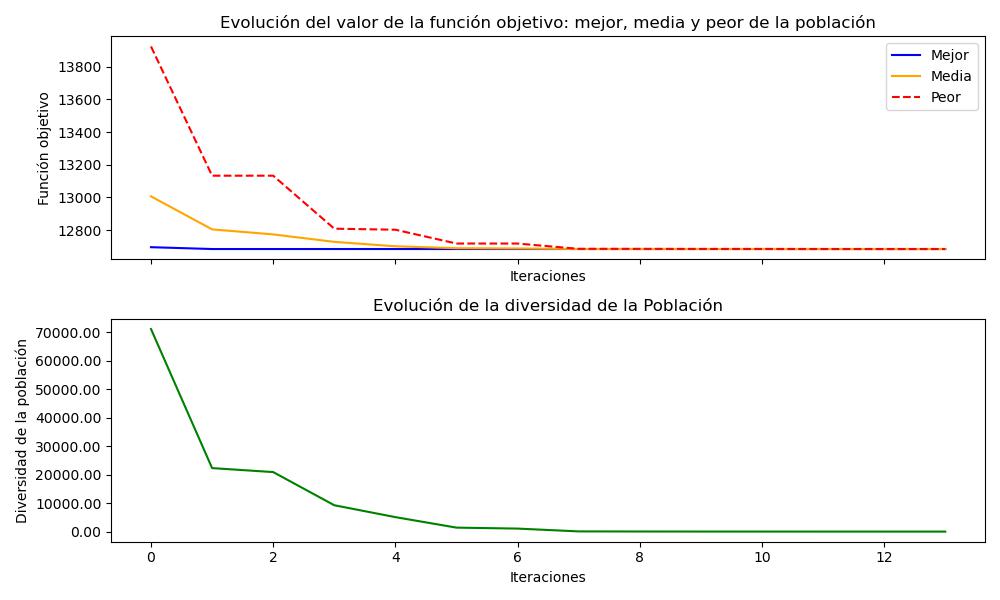 Evolución del valor de la función objetivo: mejor, media y peor de la población
Función objetivo
13800
13600
13400
13200
13000
12800
Mejor
Media
Peor
Iteraciones
Evolución de la diversidad de la Población
Diversidad de la población
70000.00
60000.00
50000.00
40000.00
30000.00
20000.00
10000.00
0.00
0 2 4 6 8 10 12
Iteraciones